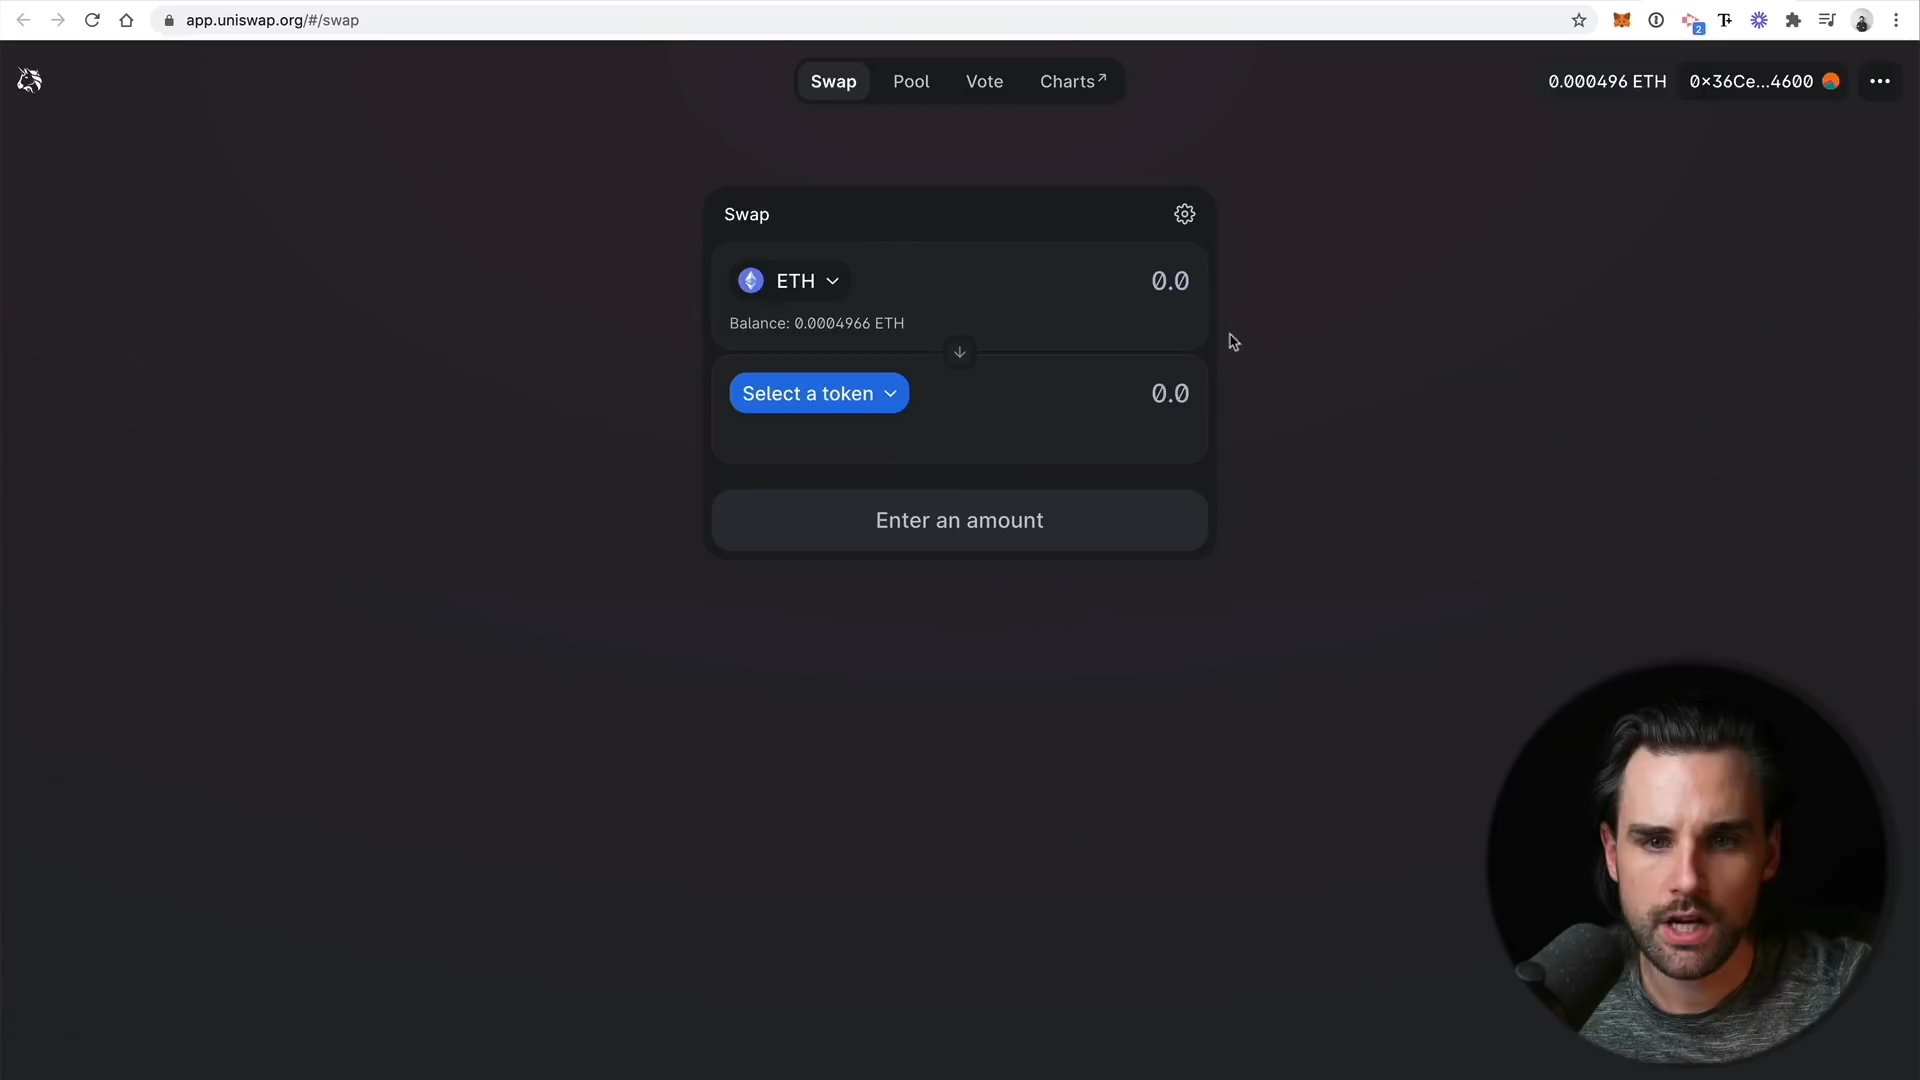 app.uniswap.org/#/swap
2
Swap Pool Vote Charts↗
0.000496 ETH 0×36Ce...4600
Swap
ETH 0.0
Balance: 0.0004966 ETH
Select a token 0.0
Enter an amount